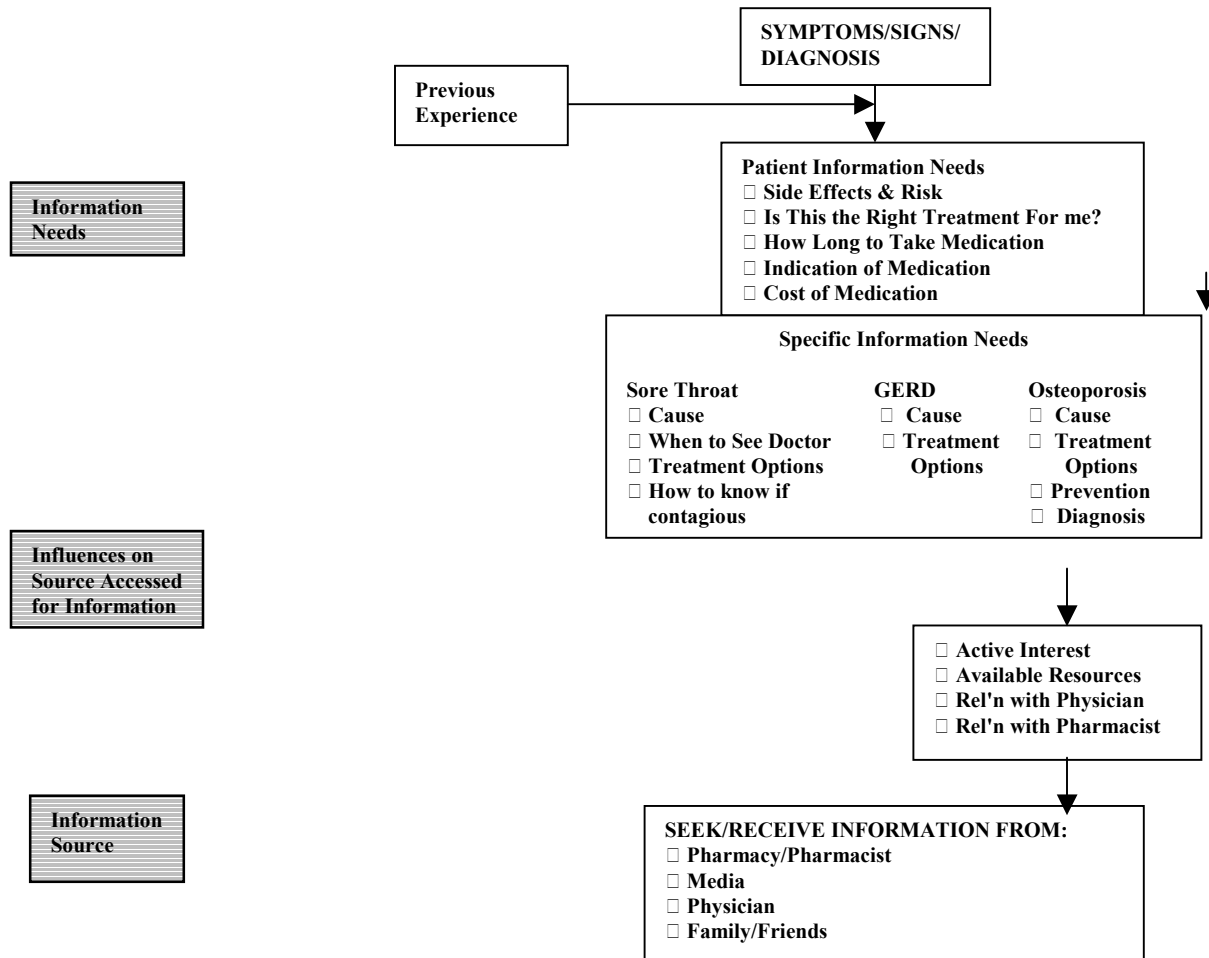 SYMPTOMS/SIGNS/
DIAGNOSIS
Previous
Experience
Patient Information Needs
□ Side Effects & Risk
□ Is This the Right Treatment For me?
□ How Long to Take Medication
□ Indication of Medication
□ Cost of Medication
Information
Needs
Specific Information Needs
Sore Throat
□ Cause
□ When to See Doctor
□ Treatment Options
□ How to know if
contagious
GERD
□ Cause
□ Treatment
Options
Osteoporosis
□ Cause
□ Treatment
Options
□ Prevention
□ Diagnosis
Influences on
Source Accessed
for Information
□ Active Interest
□ Available Resources
□ Rel'n with Physician
□ Rel'n with Pharmacist
Information
Source
SEEK/RECEIVE INFORMATION FROM:
□ Pharmacy/Pharmacist
□ Media
□ Physician
□ Family/Friends